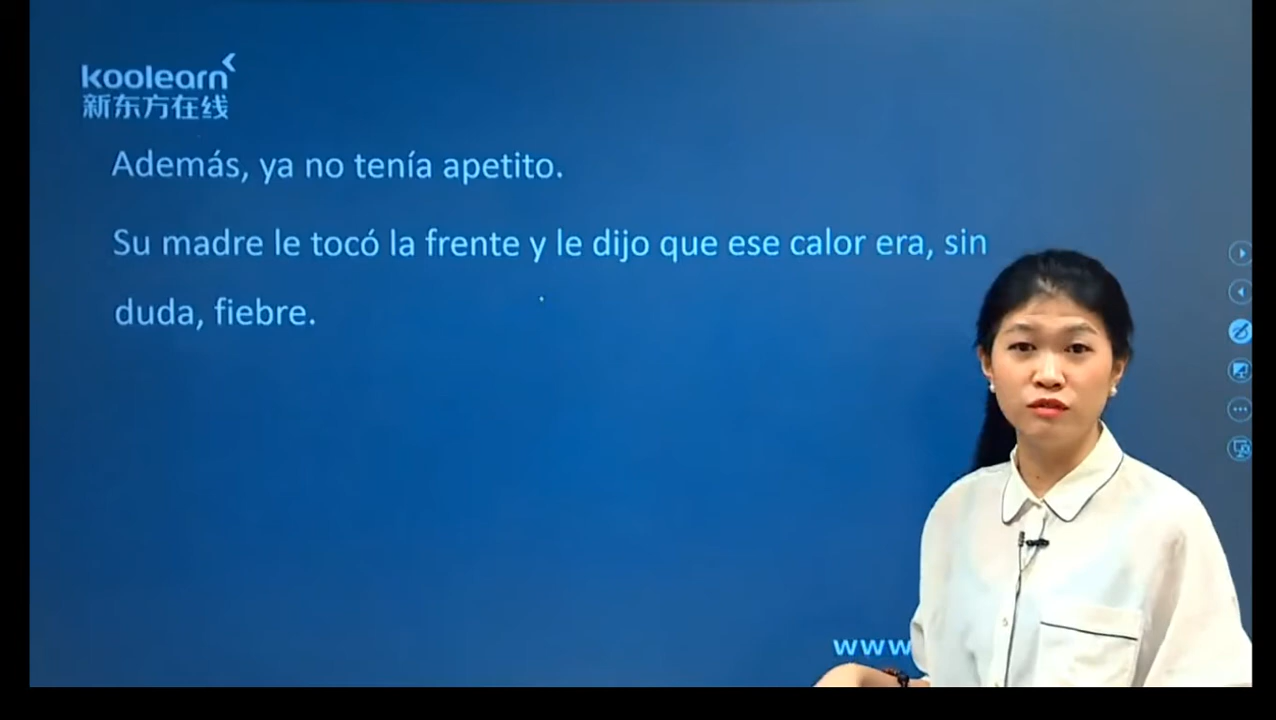 koolearn
新东方在线
Además, ya no tenía apetito.
Su madre le tocó la frente y le dijo que ese calor era, sin
duda, fiebre.
www